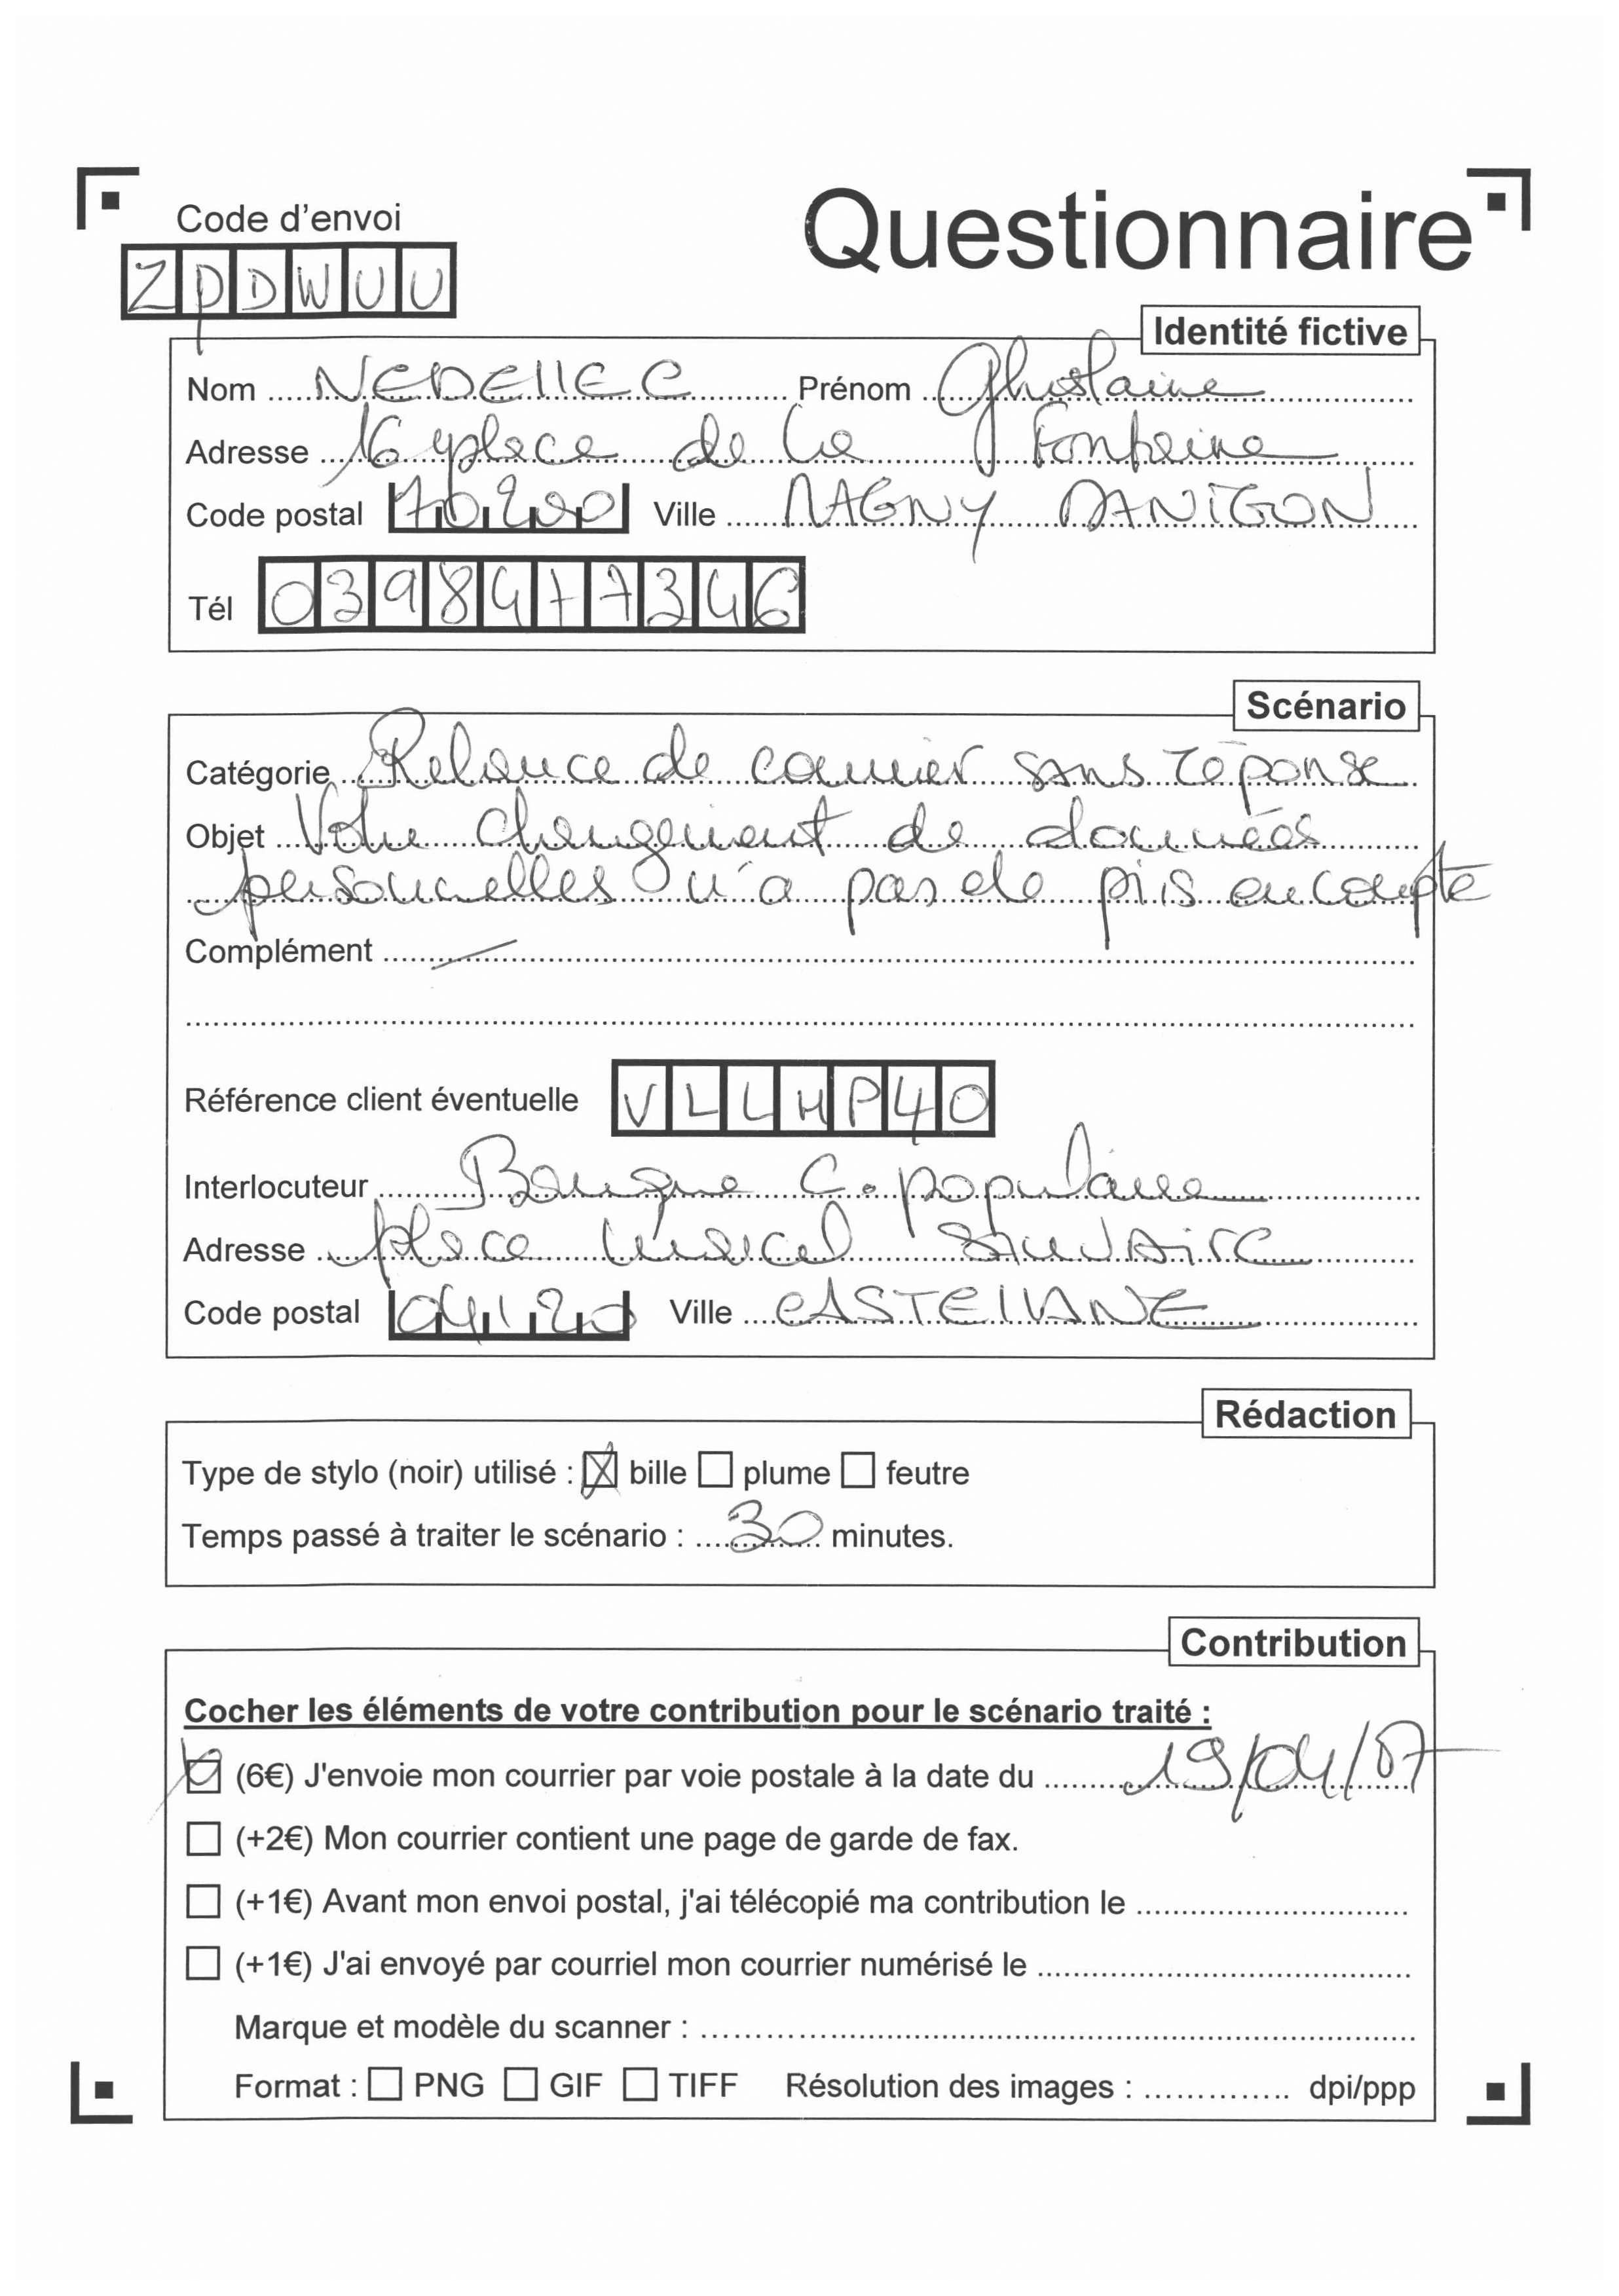 Code d'envoi
Questionnaire
ZPDWUU
Identité fictive
Nom NEDELLEC Prénom Ghislaine
Adresse 16 place de la Fontaine
Code postal 70200 Ville MAGNY DANIGON
Tél 0398477346
Scénario
Catégorie Relance de courrier sans réponse
Objet Votre changement de données
personnelles n'a pas de pris en compte
Complément
Référence client éventuelle VLLHP40
Interlocuteur Banque C. populaire
Adresse place Marcel Sauvaire
Code postal 04120 Ville CASTELLANE
Rédaction
Type de stylo (noir) utilisé : bille plume feutre
Temps passé à traiter le scénario : 30 minutes.
Contribution
Cocher les éléments de votre contribution pour le scénario traité :
(6€) J'envoie mon courrier par voie postale à la date du 19/04/07
(+2€) Mon courrier contient une page de garde de fax.
(+1€) Avant mon envoi postal, j'ai télécopié ma contribution le
(+1€) J'ai envoyé par courriel mon courrier numérisé le
Marque et modèle du scanner :
Format : PNG GIF TIFF Résolution des images : dpi/ppp